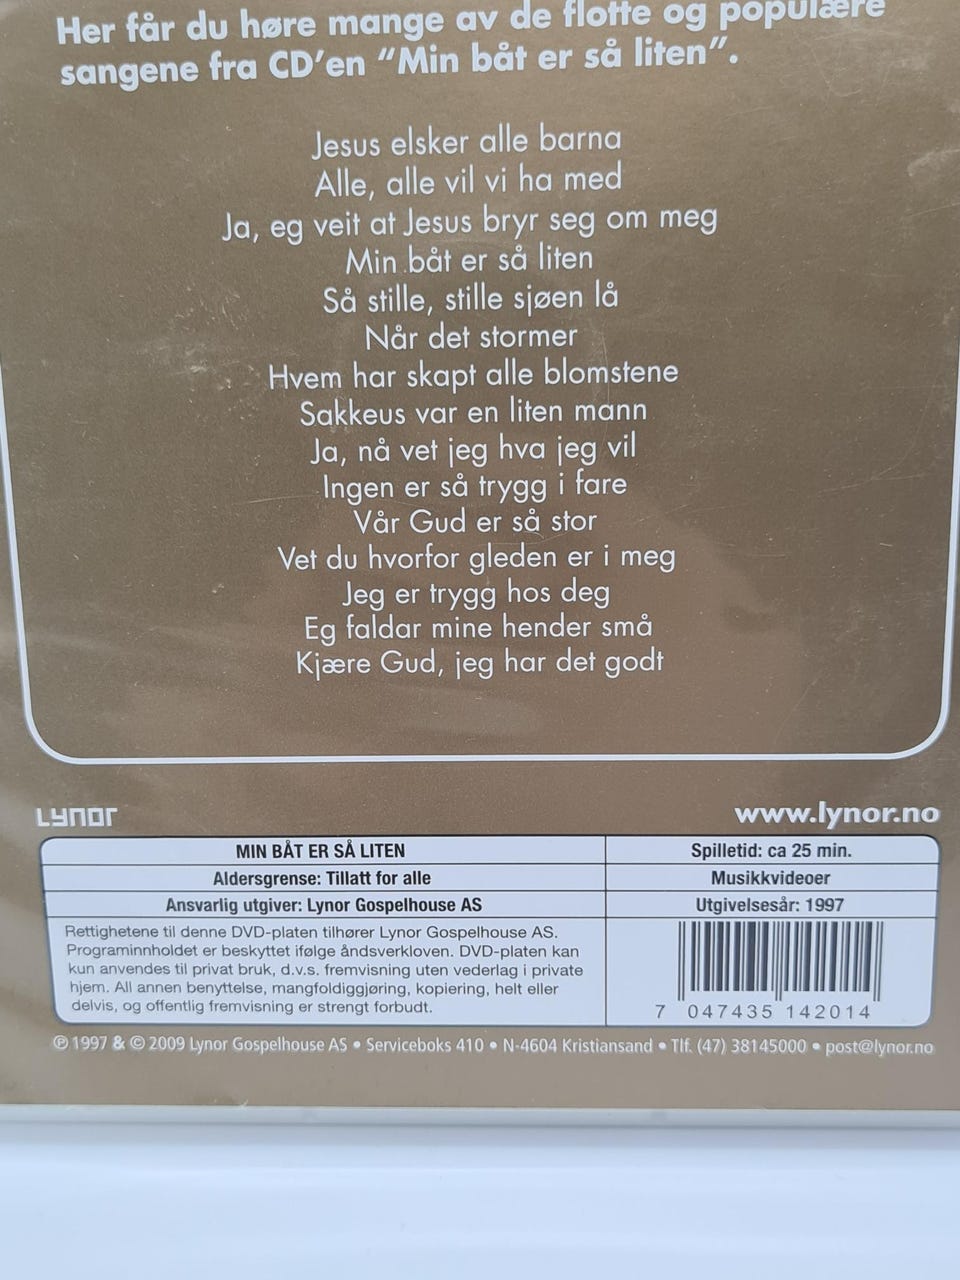 Her får du høre mange av de flotte og populære
sangene fra CD’en “Min båt er så liten”.
Jesus elsker alle barna
Alle, alle vil vi ha med
Ja, eg veit at Jesus bryr seg om meg
Min båt er så liten
Så stille, stille sjøen lå
Når det stormer
Hvem har skapt alle blomstene
Sakkeus var en liten mann
Ja, nå vet jeg hva jeg vil
Ingen er så trygg i fare
Vår Gud er så stor
Vet du hvorfor gleden er i meg
Jeg er trygg hos deg
Eg faldar mine hender små
Kjære Gud, jeg har det godt
LYNOR
www.lynor.no
MIN BÅT ER SÅ LITEN
Spilletid: ca 25 min.
Aldersgrense: Tillatt for alle
Musikkvideoer
Ansvarlig utgiver: Lynor Gospelhouse AS
Utgivelsesår: 1997
Rettighetene til denne DVD-platen tilhører Lynor Gospelhouse AS.
Programinnholdet er beskyttet ifølge åndsverkloven. DVD-platen kan
kun anvendes til privat bruk, d.v.s. fremvisning uten vederlag i private
hjem. All annen benyttelse, mangfoldiggjøring, kopiering, helt eller
delvis, og offentlig fremvisning er strengt forbudt.
7 047435 142014
℗ 1997 & © 2009 Lynor Gospelhouse AS • Serviceboks 410 • N-4604 Kristiansand • Tlf. (47) 38145000 • post@lynor.no